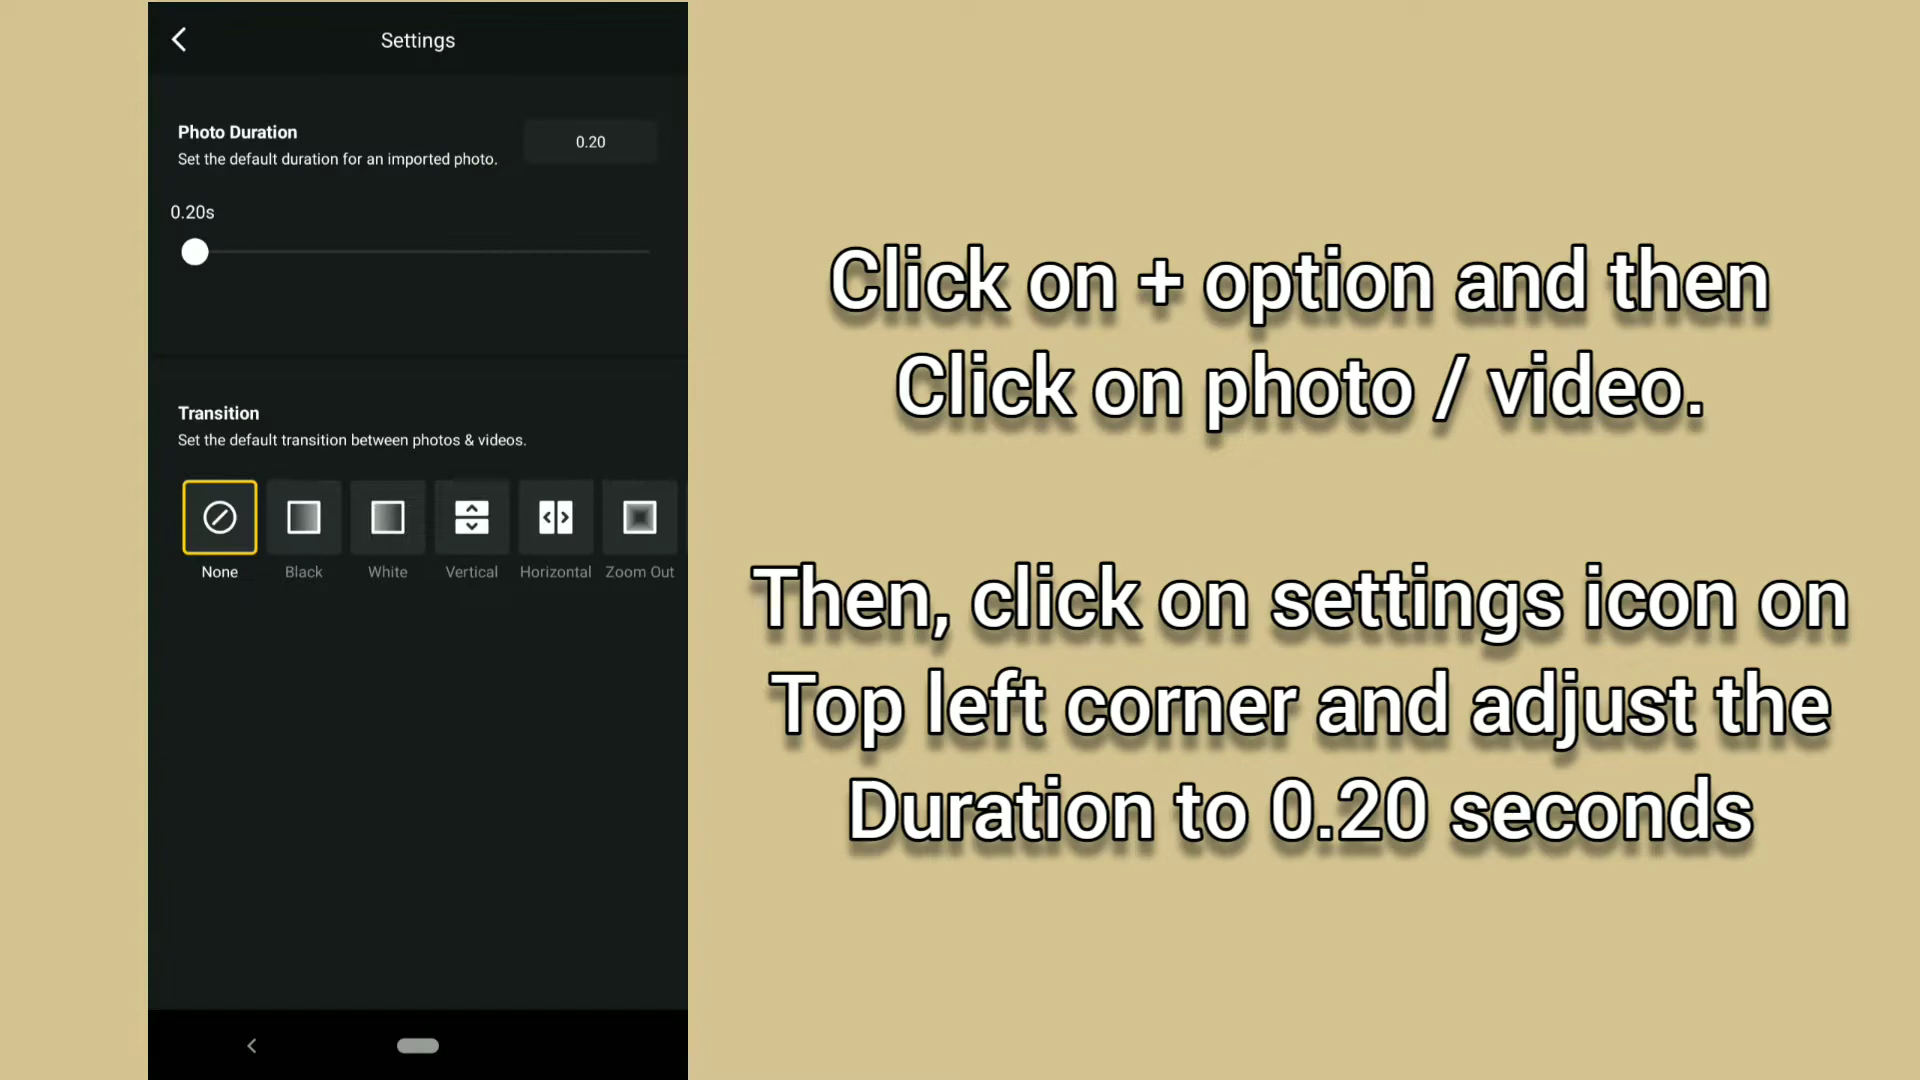 Settings
Photo Duration
Set the default duration for an imported photo.
0.20
0.20s
Transition
Set the default transition between photos & videos.
None Black White Vertical Horizontal Zoom Out
Click on + option and then
Click on photo / video.
Then, click on settings icon on
Top left corner and adjust the
Duration to 0.20 seconds